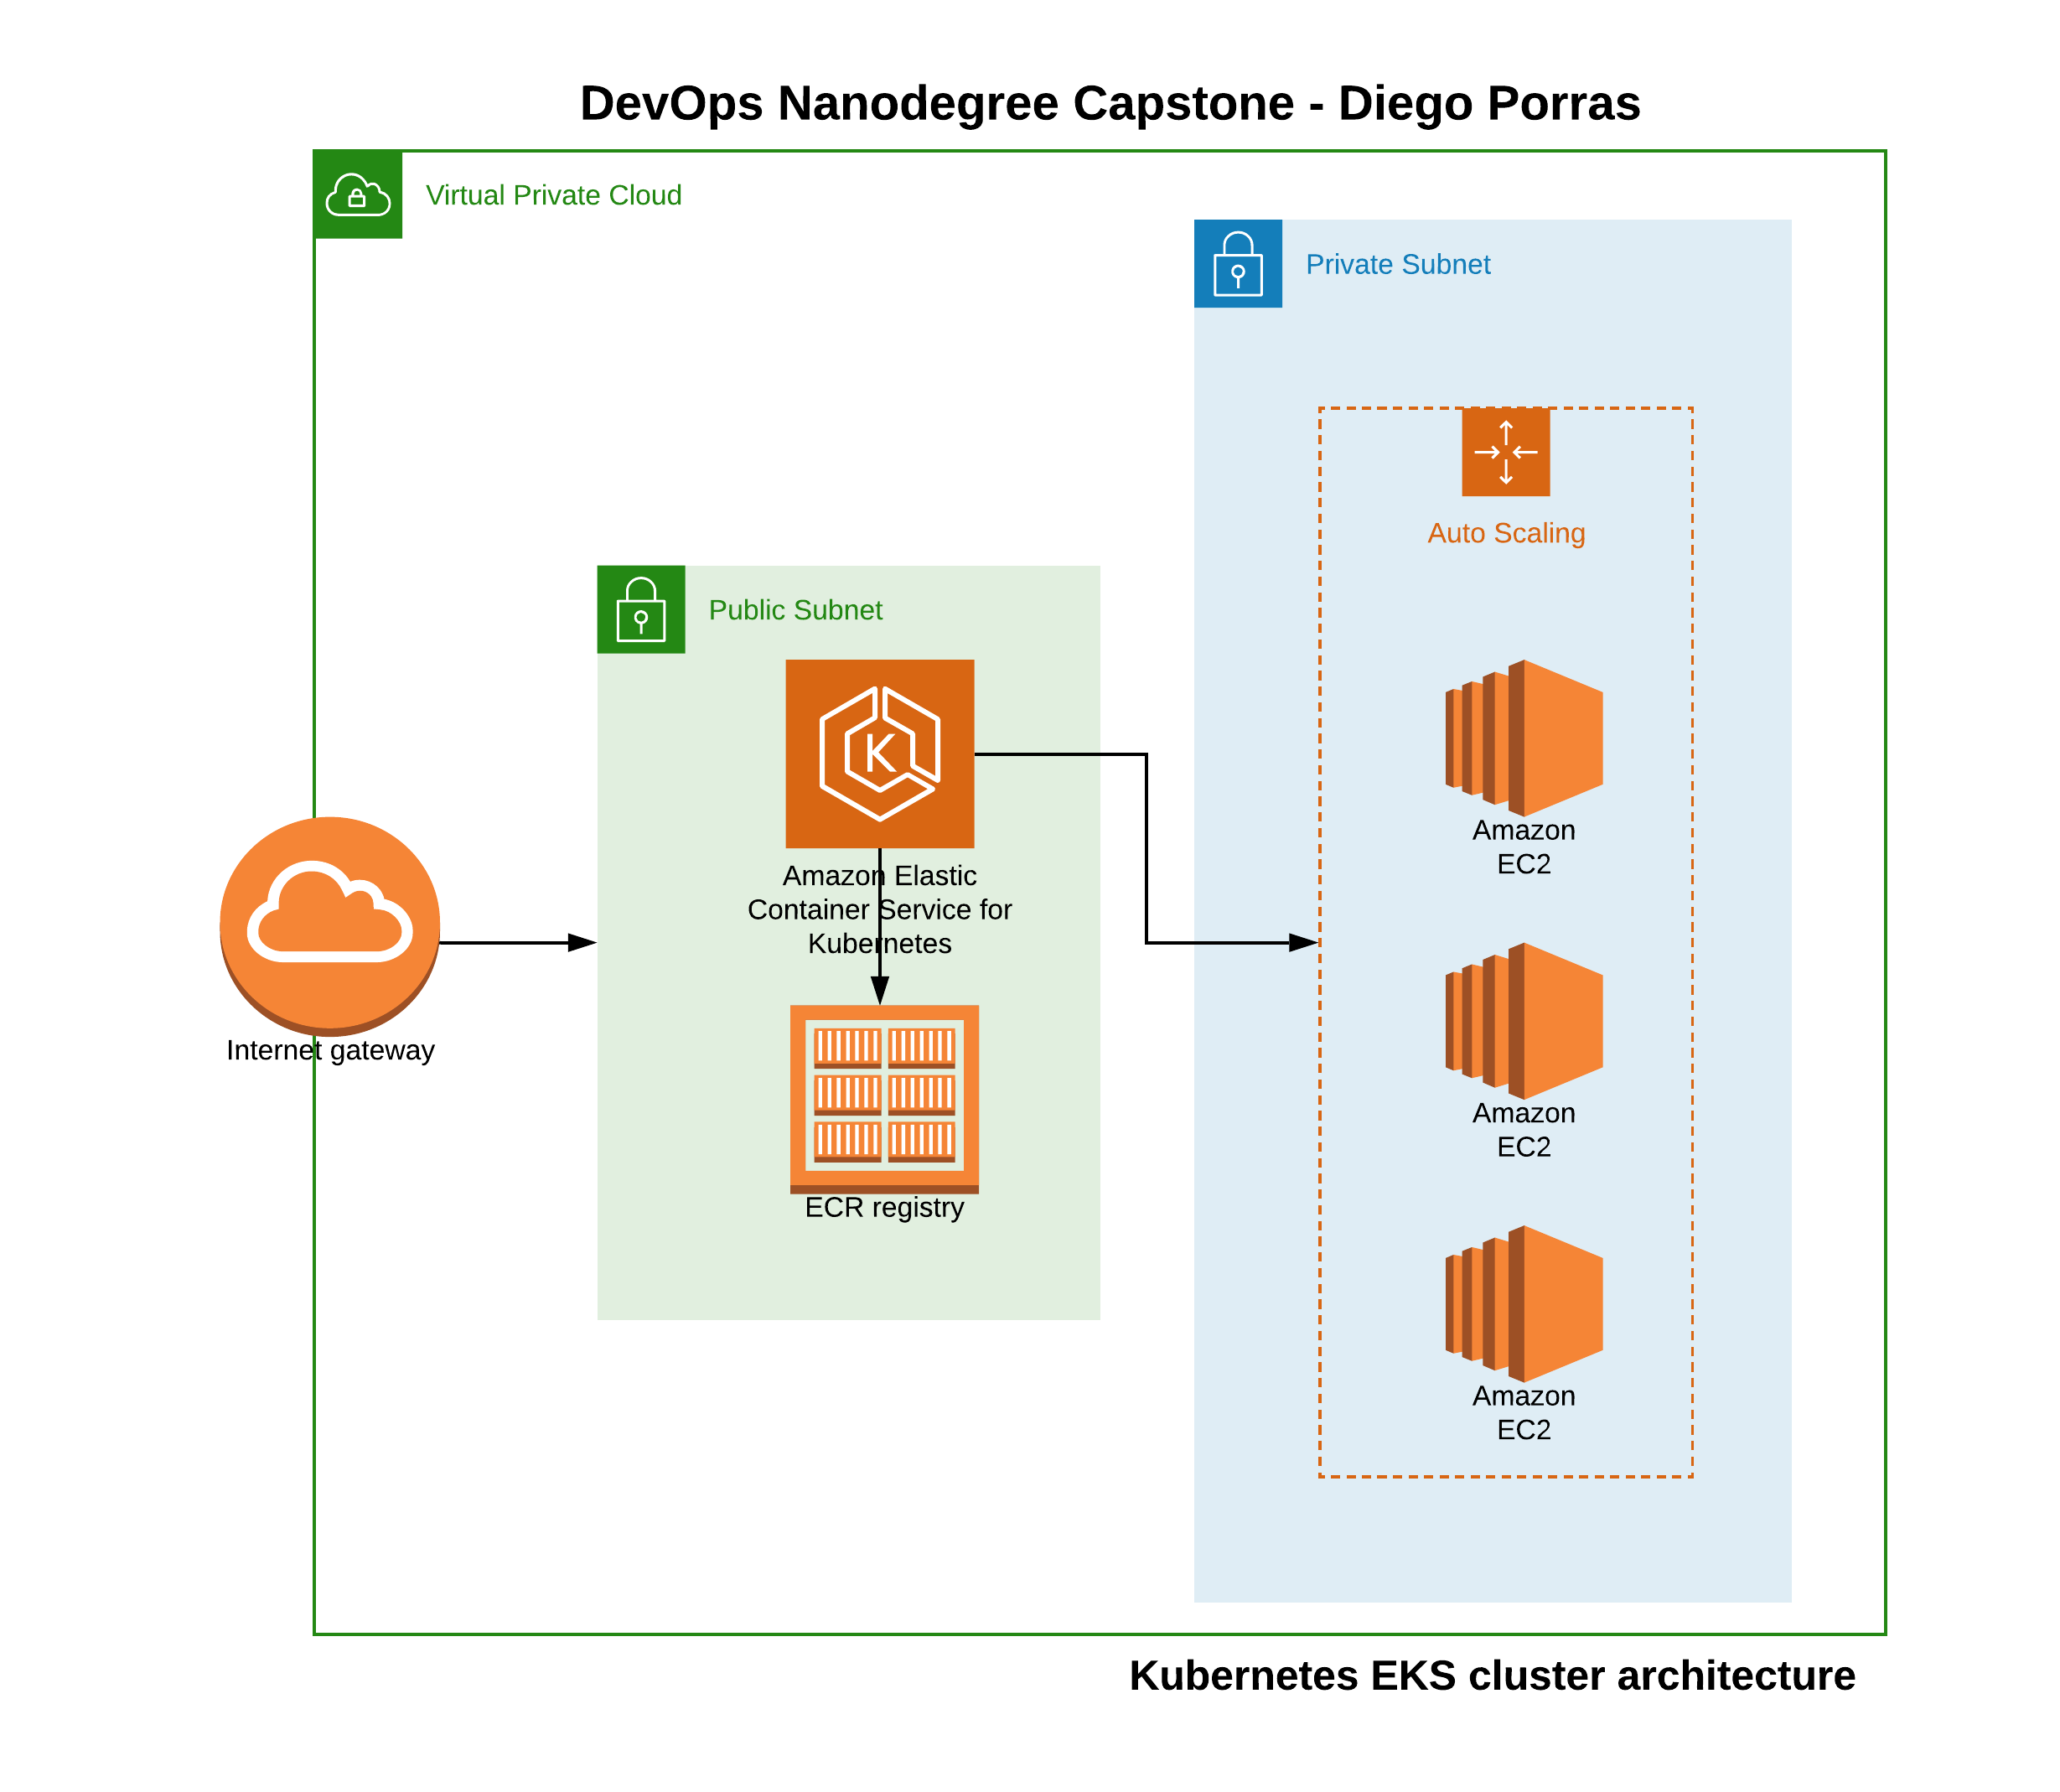 DevOps Nanodegree Capstone - Diego Porras
Virtual Private Cloud
Private Subnet
Auto Scaling
Public Subnet
K
Amazon Elastic
Container Service for
Kubernetes
Internet gateway
ECR registry
Amazon
EC2
Amazon
EC2
Amazon
EC2
Kubernetes EKS cluster architecture